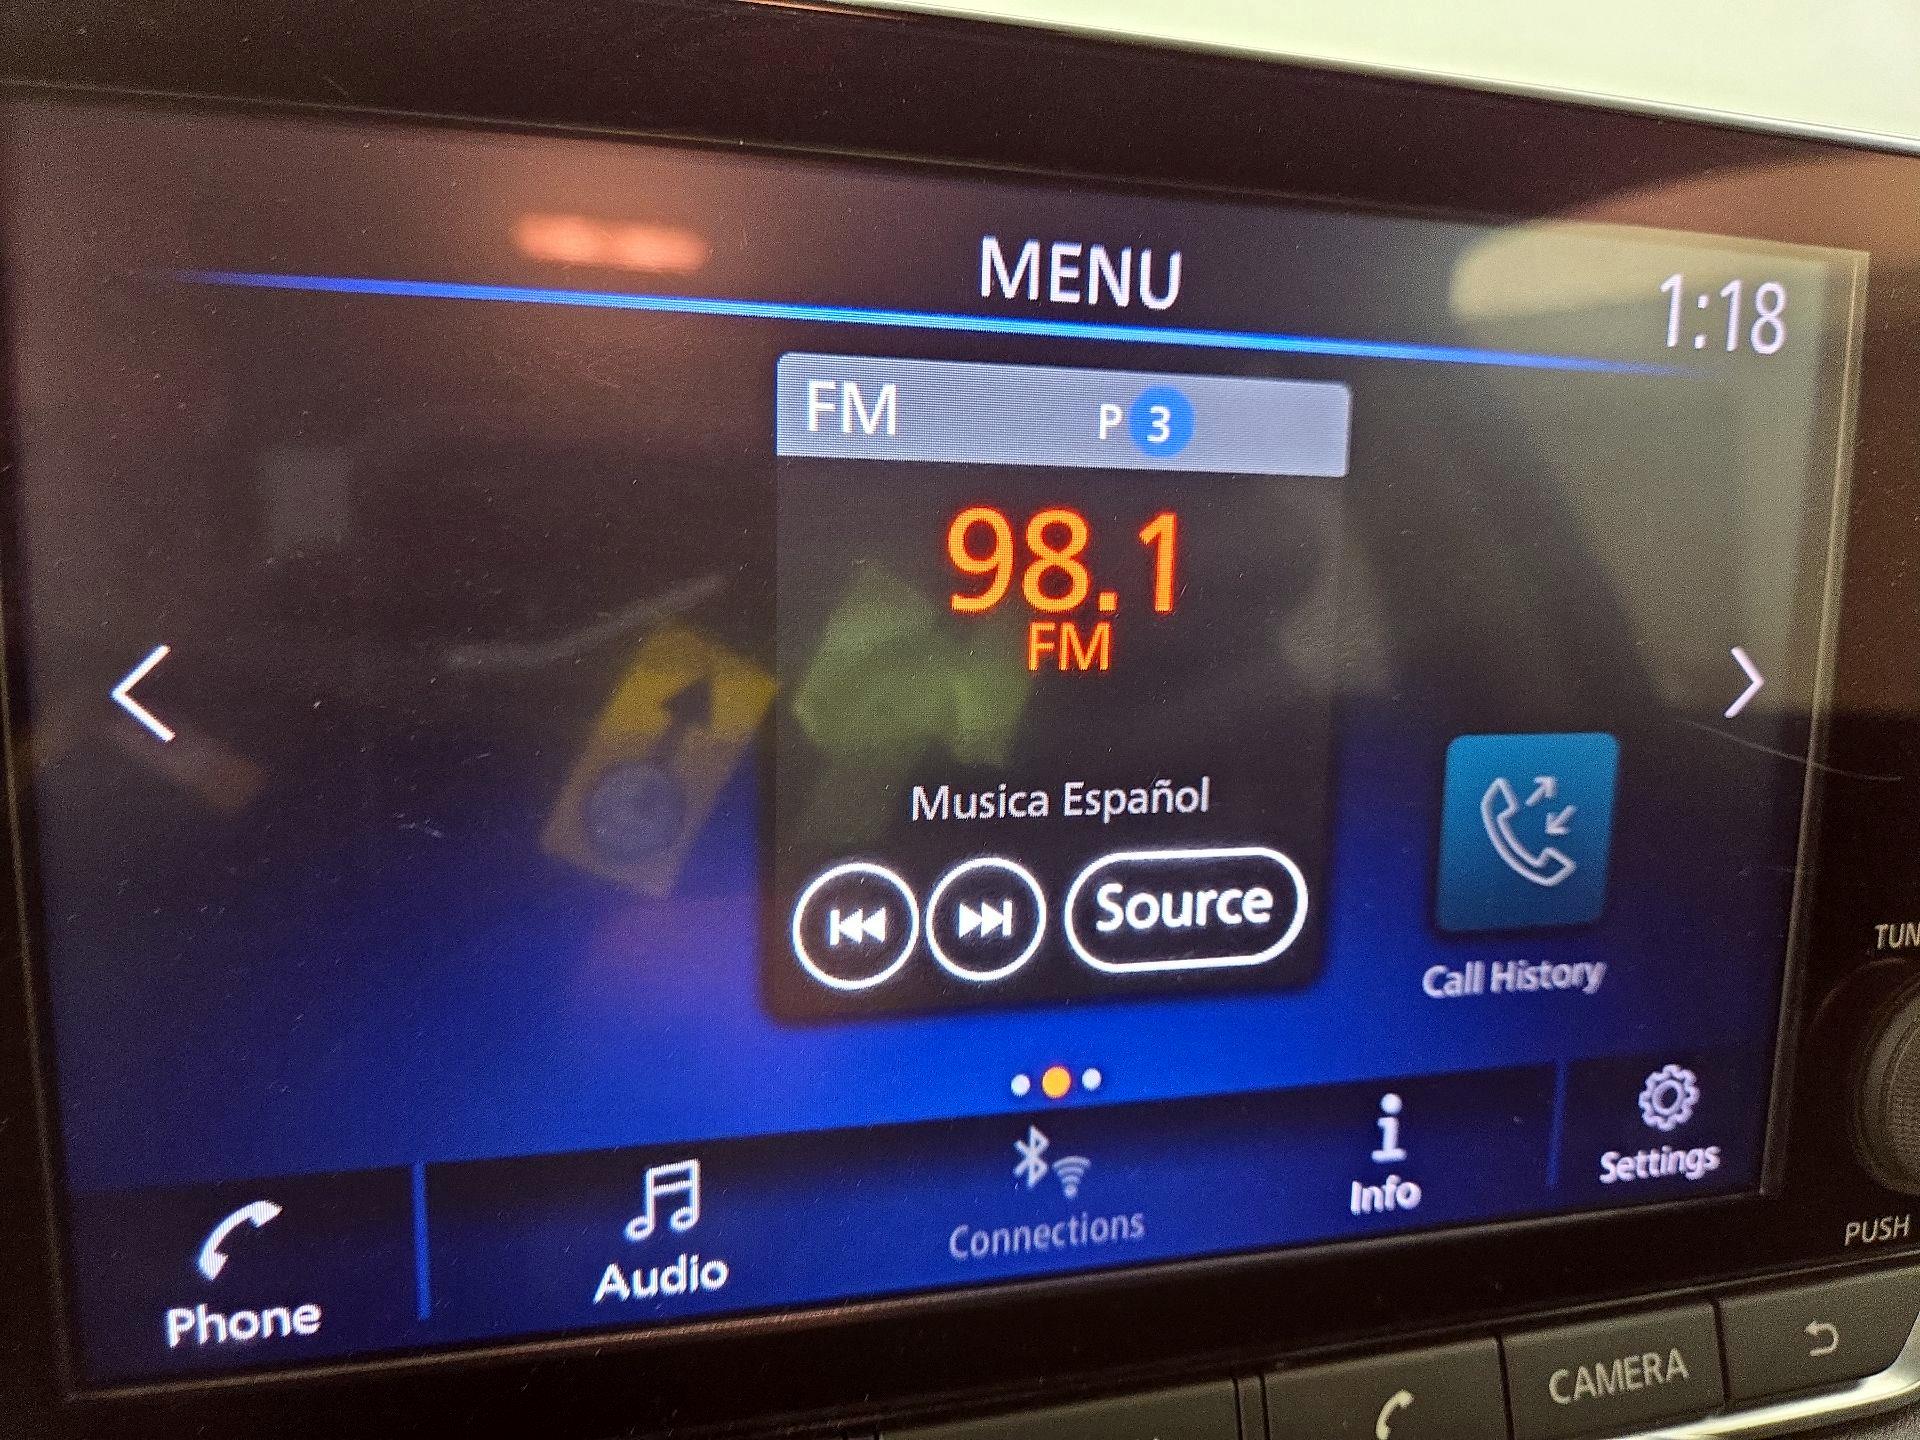 MENU
1:18
FM P 3
98.1
FM
Musica Español
Source
Call History
Phone
Audio
Connections
Info
Settings
PUSH
CAMERA